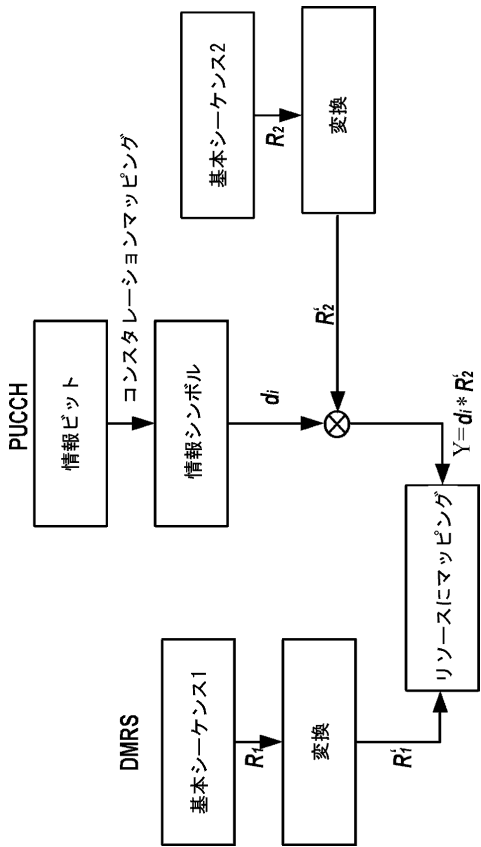 DMRS
基本シーケンス1
R1
変換
R'1
PUCCH
情報ビット
コンスタレーションマッピング
情報シンボル
di
基本シーケンス2
R2
変換
R'2
Y=di*R'2
リソースにマッピング